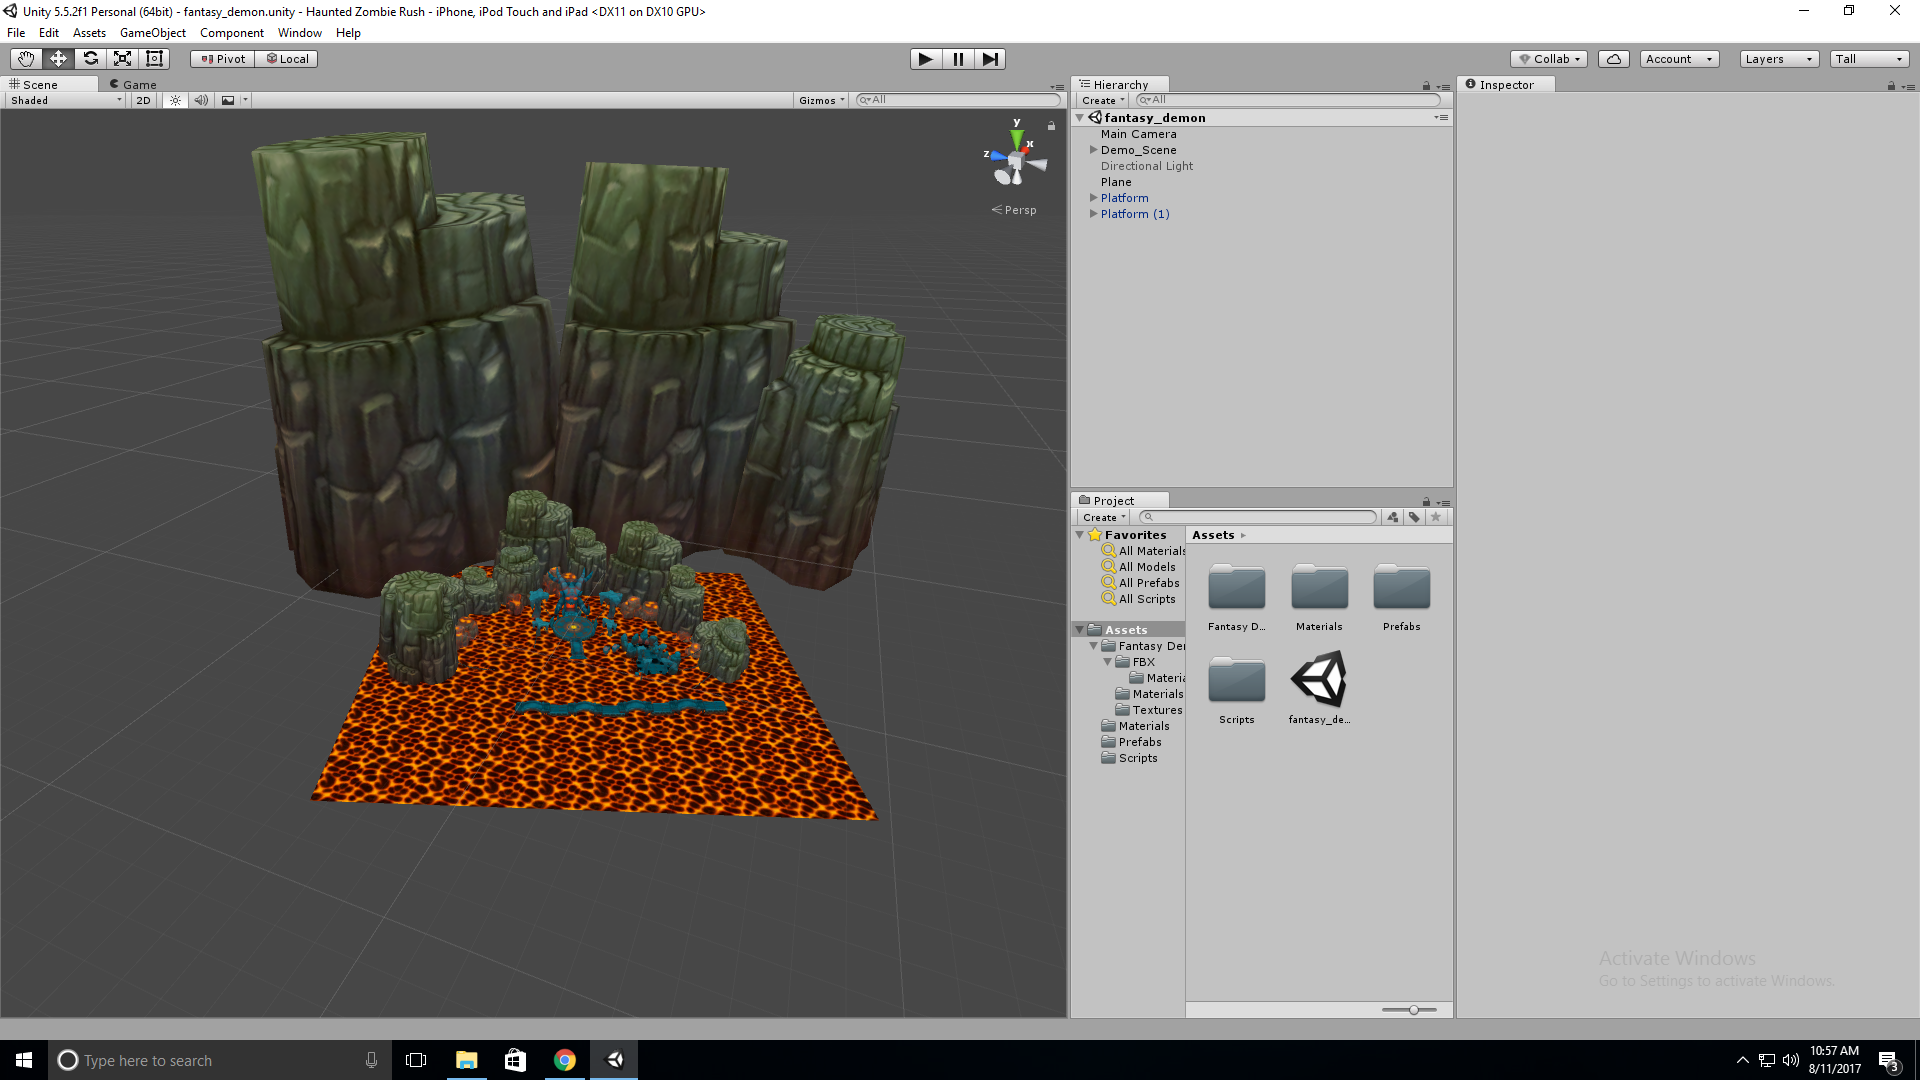 Unity 5.5.2f1 Personal (64bit) - fantasy_demon.unity - Haunted Zombie Rush - iPhone, iPod Touch and iPad <DX11 on DX10 GPU>
File Edit Assets GameObject Component Window Help
Pivot Local Collab Account Layers Tall
Scene Game
Shaded 2D Gizmos All
y
x
z
Persp
Hierarchy
Create All
fantasy_demon
Main Camera
Demo_Scene
Directional Light
Plane
Platform
Platform (1)
Project
Create
Favorites
All Materials
All Models
All Prefabs
All Scripts
Assets
Fantasy Der
FBX
Materia
Materials
Textures
Materials
Prefabs
Scripts
Assets
Fantasy D...
Materials
Prefabs
Scripts
fantasy_de...
Inspector
Activate Windows
Go to Settings to activate Windows.
Type here to search
10:57 AM
8/11/2017
3